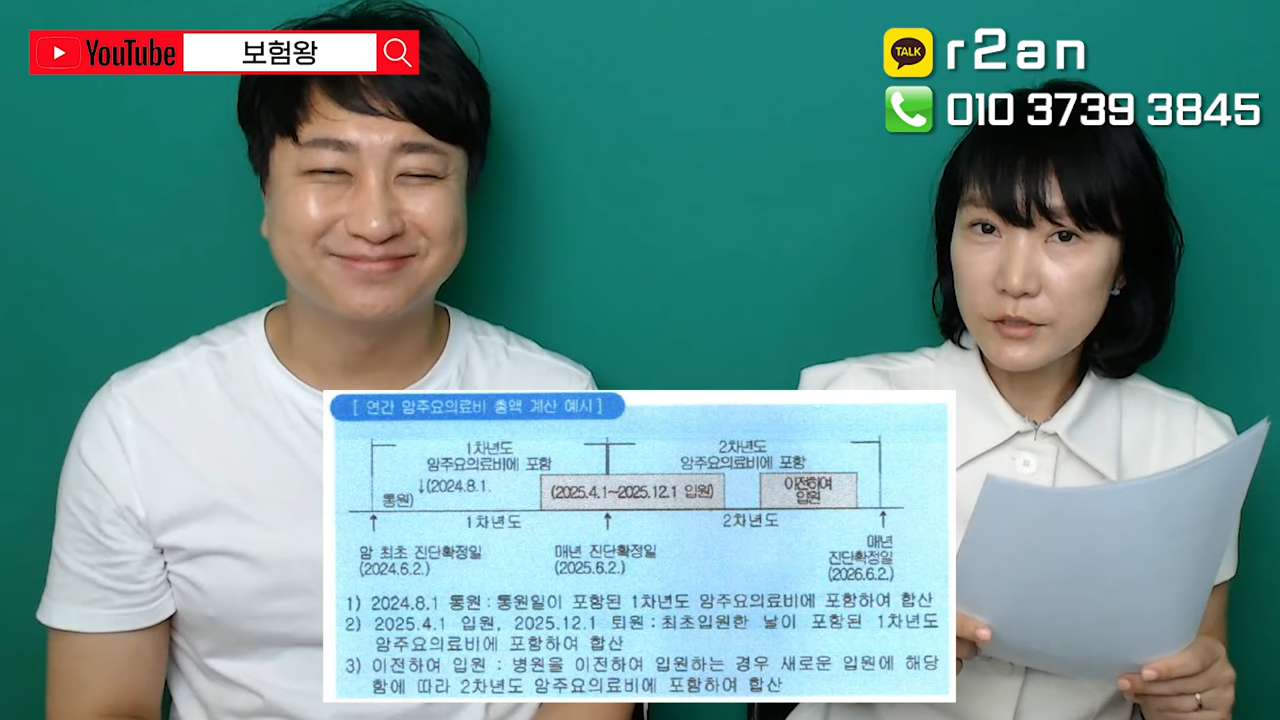 YouTube 보험왕
TALK r2an
010 3739 3845
[ 연간 암주요의료비 총액 계산 예시 ]
1차년도
암주요의료비에 포함
2차년도
암주요의료비에 포함
↓(2024.8.1.
통원)
(2025.4.1~2025.12.1 입원)
이전하여
입원
1차년도
2차년도
암 최초 진단확정일
(2024.6.2.)
매년 진단확정일
(2025.6.2.)
매년
진단확정일
(2026.6.2.)
1) 2024.8.1 통원 : 통원일이 포함된 1차년도 암주요의료비에 포함하여 합산
2) 2025.4.1 입원, 2025.12.1 퇴원 : 최초입원한 날이 포함된 1차년도
암주요의료비에 포함하여 합산
3) 이전하여 입원 : 병원을 이전하여 입원하는 경우 새로운 입원에 해당
함에 따라 2차년도 암주요의료비에 포함하여 합산